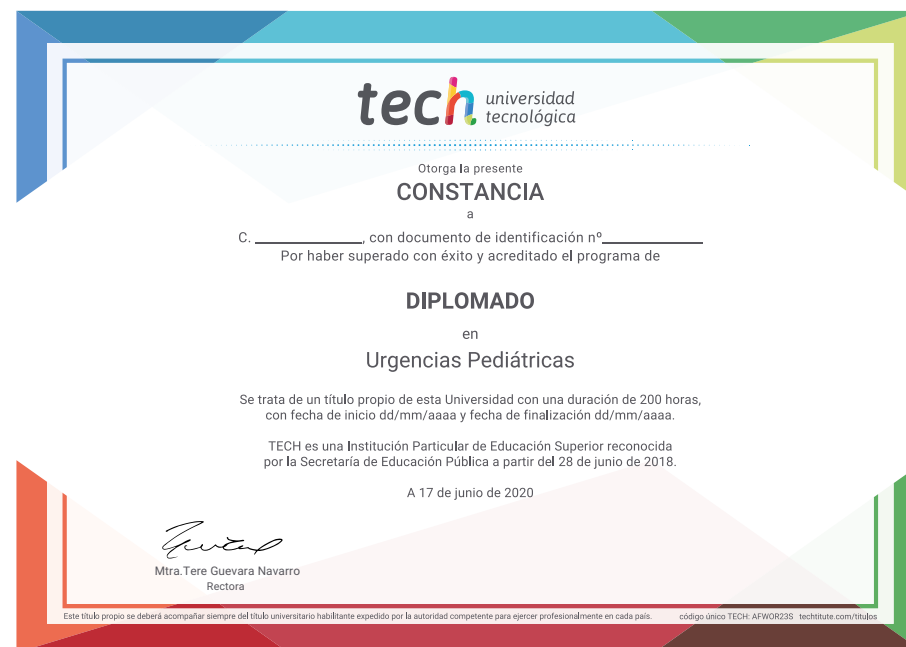 tech universidad
tecnológica
Otorga la presente
CONSTANCIA
a
C. ______________, con documento de identificación nº_____________
Por haber superado con éxito y acreditado el programa de
DIPLOMADO
en
Urgencias Pediátricas
Se trata de un título propio de esta Universidad con una duración de 200 horas,
con fecha de inicio dd/mm/aaaa y fecha de finalización dd/mm/aaaa.
TECH es una Institución Particular de Educación Superior reconocida
por la Secretaría de Educación Pública a partir del 28 de junio de 2018.
A 17 de junio de 2020
Mtra.Tere Guevara Navarro
Rectora
Este título propio se deberá acompañar siempre del título universitario habilitante expedido por la autoridad competente para ejercer profesionalmente en cada país. código único TECH: AFWOR23S techtitute.com/titulos